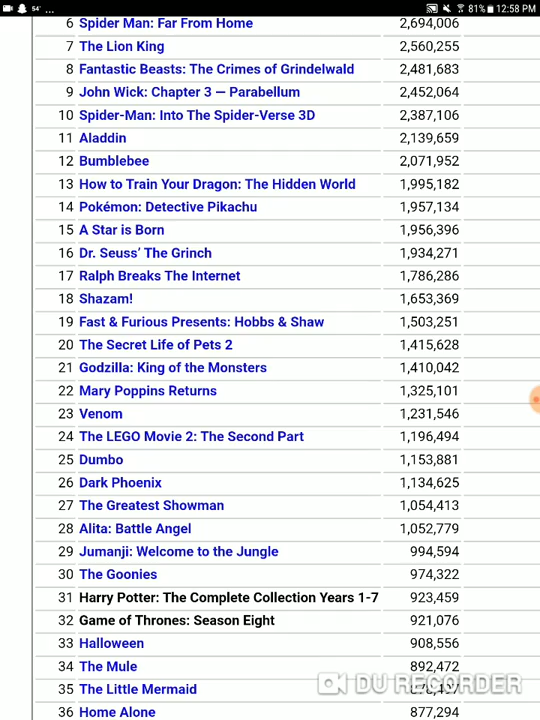 54° ... 81% 12:58 PM
6 Spider Man: Far From Home 2,694,006
7 The Lion King 2,560,255
8 Fantastic Beasts: The Crimes of Grindelwald 2,481,683
9 John Wick: Chapter 3 — Parabellum 2,452,064
10 Spider-Man: Into The Spider-Verse 3D 2,387,106
11 Aladdin 2,139,659
12 Bumblebee 2,071,952
13 How to Train Your Dragon: The Hidden World 1,995,182
14 Pokémon: Detective Pikachu 1,957,134
15 A Star is Born 1,956,396
16 Dr. Seuss’ The Grinch 1,934,271
17 Ralph Breaks The Internet 1,786,286
18 Shazam! 1,653,369
19 Fast & Furious Presents: Hobbs & Shaw 1,503,251
20 The Secret Life of Pets 2 1,415,628
21 Godzilla: King of the Monsters 1,410,042
22 Mary Poppins Returns 1,325,101
23 Venom 1,231,546
24 The LEGO Movie 2: The Second Part 1,196,494
25 Dumbo 1,153,881
26 Dark Phoenix 1,134,625
27 The Greatest Showman 1,054,413
28 Alita: Battle Angel 1,052,779
29 Jumanji: Welcome to the Jungle 994,594
30 The Goonies 974,322
31 Harry Potter: The Complete Collection Years 1-7 923,459
32 Game of Thrones: Season Eight 921,076
33 Halloween 908,556
34 The Mule 892,472
35 The Little Mermaid
DU RECORDER
36 Home Alone 877,294